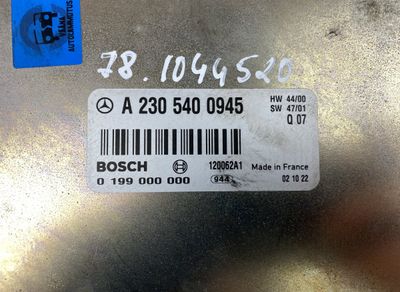 AUTOCAMMOTOS
78.1044520
A 230 540 0945
HW 44/00
SW 47/01
Q 07
BOSCH
120062A1
Made in France
0 199 000 000
944
02 10 22